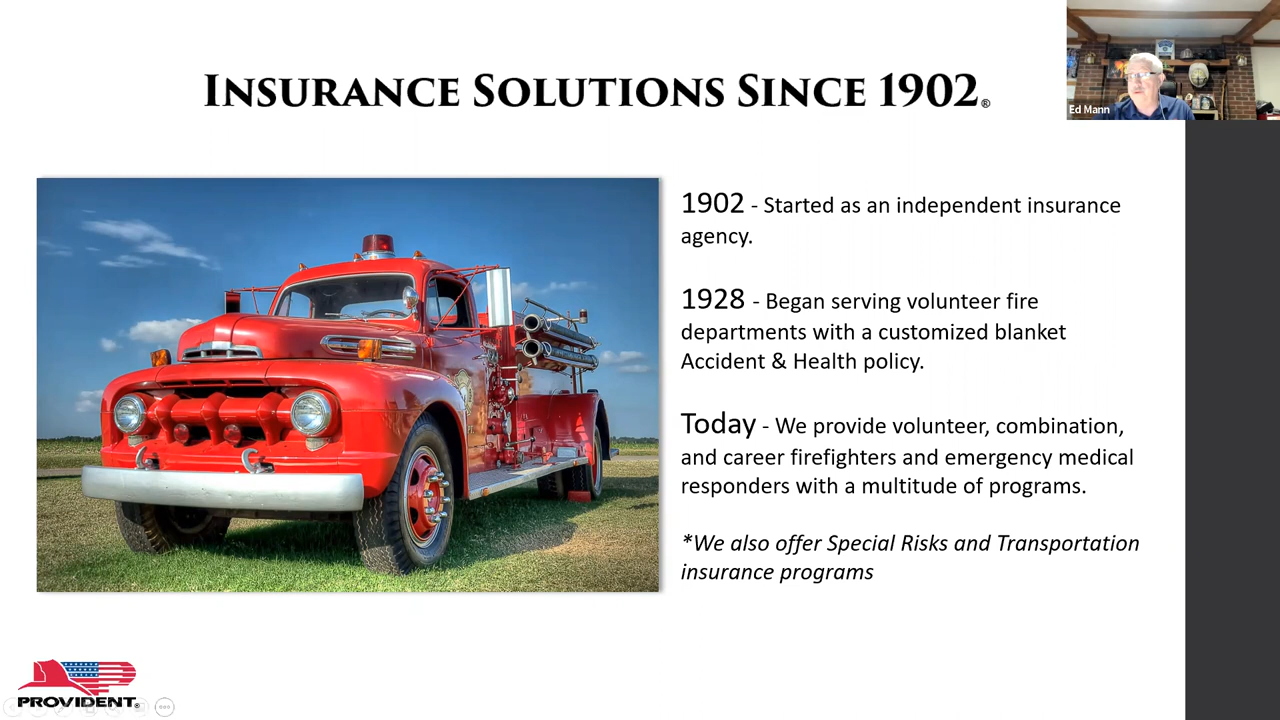 INSURANCE SOLUTIONS SINCE 1902®
Ed Mann
1902 - Started as an independent insurance
agency.
1928 - Began serving volunteer fire
departments with a customized blanket
Accident & Health policy.
Today - We provide volunteer, combination,
and career firefighters and emergency medical
responders with a multitude of programs.
*We also offer Special Risks and Transportation
insurance programs
PROVIDENT®